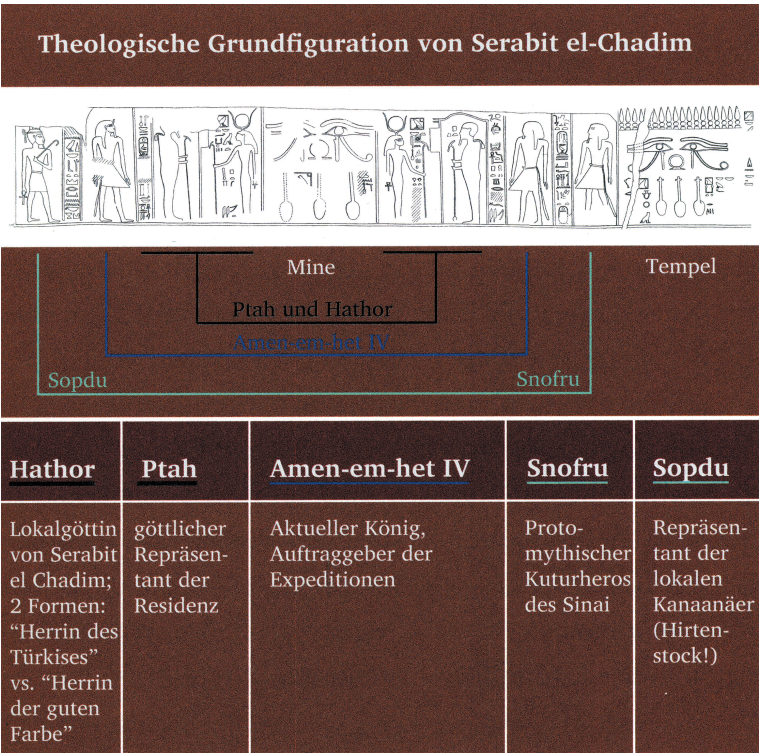 Theologische Grundfiguration von Serabit el-Chadim
Mine
Tempel
Ptah und Hathor
Amen-em-het IV
Sopdu
Snofru
Hathor
Ptah
Amen-em-het IV
Snofru
Sopdu
Lokalgöttin
von Serabit
el Chadim;
2 Formen:
“Herrin des
Türkises”
vs. “Herrin
der guten
Farbe”
göttlicher
Repräsen-
tant der
Residenz
Aktueller König,
Auftraggeber der
Expeditionen
Proto-
mythischer
Kuturheros
des Sinai
Repräsen-
tant der
lokalen
Kanaanäer
(Hirten-
stock!)